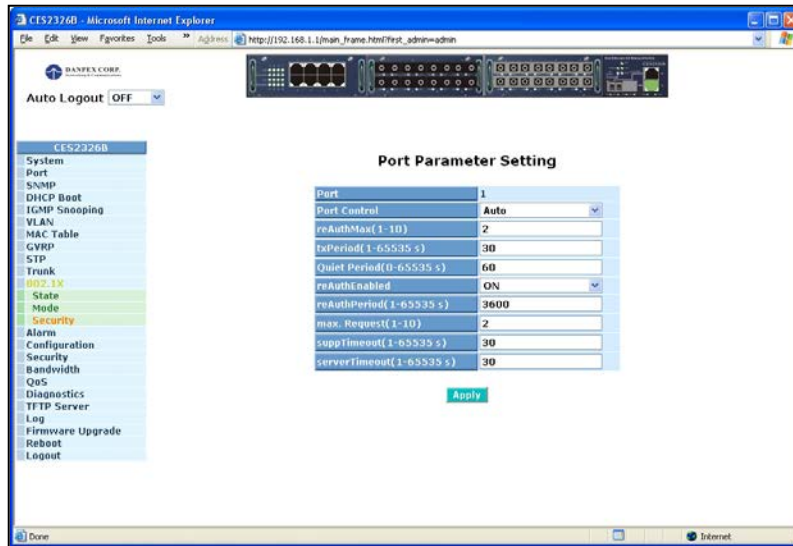 CES2326B - Microsoft Internet Explorer
File Edit View Favorites Tools » Address http://192.168.1.1/main_frame.html?first_admin=admin
DANPEX CORP.
Auto Logout OFF
CES2326B
System
Port
SNMP
DHCP Boot
IGMP Snooping
VLAN
MAC Table
GVRP
STP
Trunk
802.1X
State
Mode
Security
Alarm
Configuration
Security
Bandwidth
QoS
Diagnostics
TFTP Server
Log
Firmware Upgrade
Reboot
Logout
Port Parameter Setting
Port 1
Port Control Auto
reAuthMax(1-10) 2
txPeriod(1-65535 s) 30
Quiet Period(0-65535 s) 60
reAuthEnabled ON
reAuthPeriod(1-65535 s) 3600
max. Request(1-10) 2
suppTimeout(1-65535 s) 30
serverTimeout(1-65535 s) 30
Apply
Done Internet